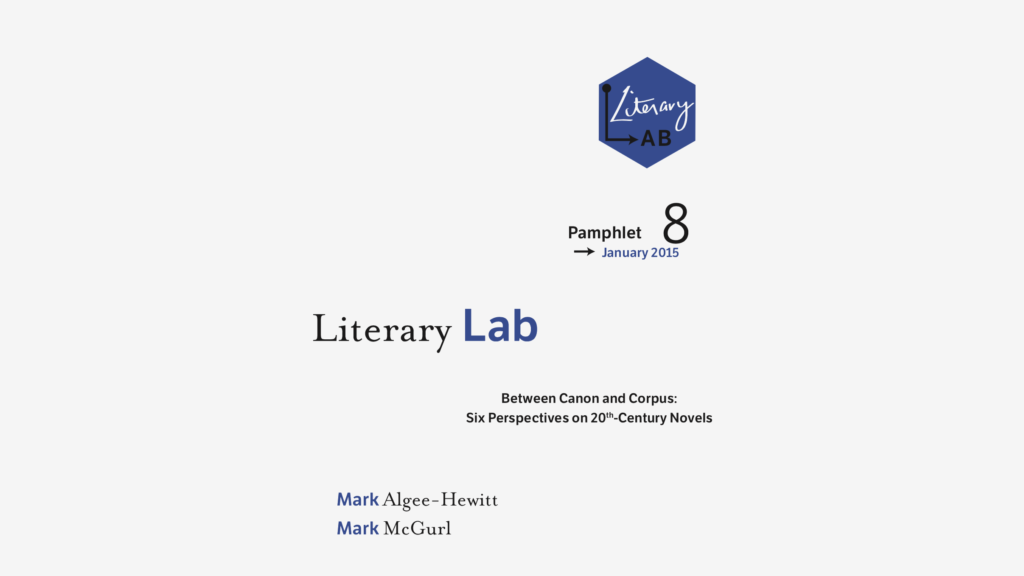 Literary
AB
Pamphlet 8
January 2015
Literary Lab
Between Canon and Corpus:
Six Perspectives on 20th-Century Novels
Mark Algee-Hewitt
Mark McGurl